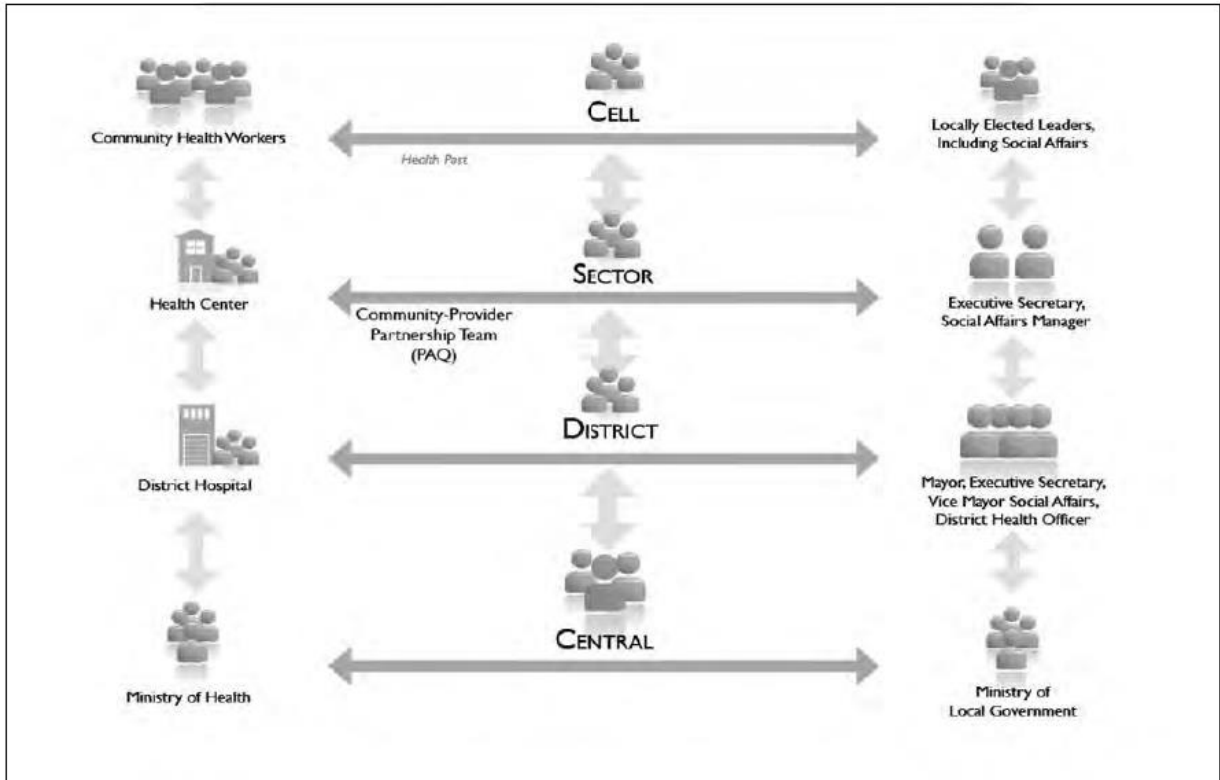 CELL
Community Health Workers
Locally Elected Leaders,
Including Social Affairs
Health Post
SECTOR
Health Center
Executive Secretary,
Social Affairs Manager
Community-Provider
Partnership Team
(PAQ)
DISTRICT
District Hospital
Mayor, Executive Secretary,
Vice Mayor Social Affairs,
District Health Officer
CENTRAL
Ministry of Health
Ministry of
Local Government